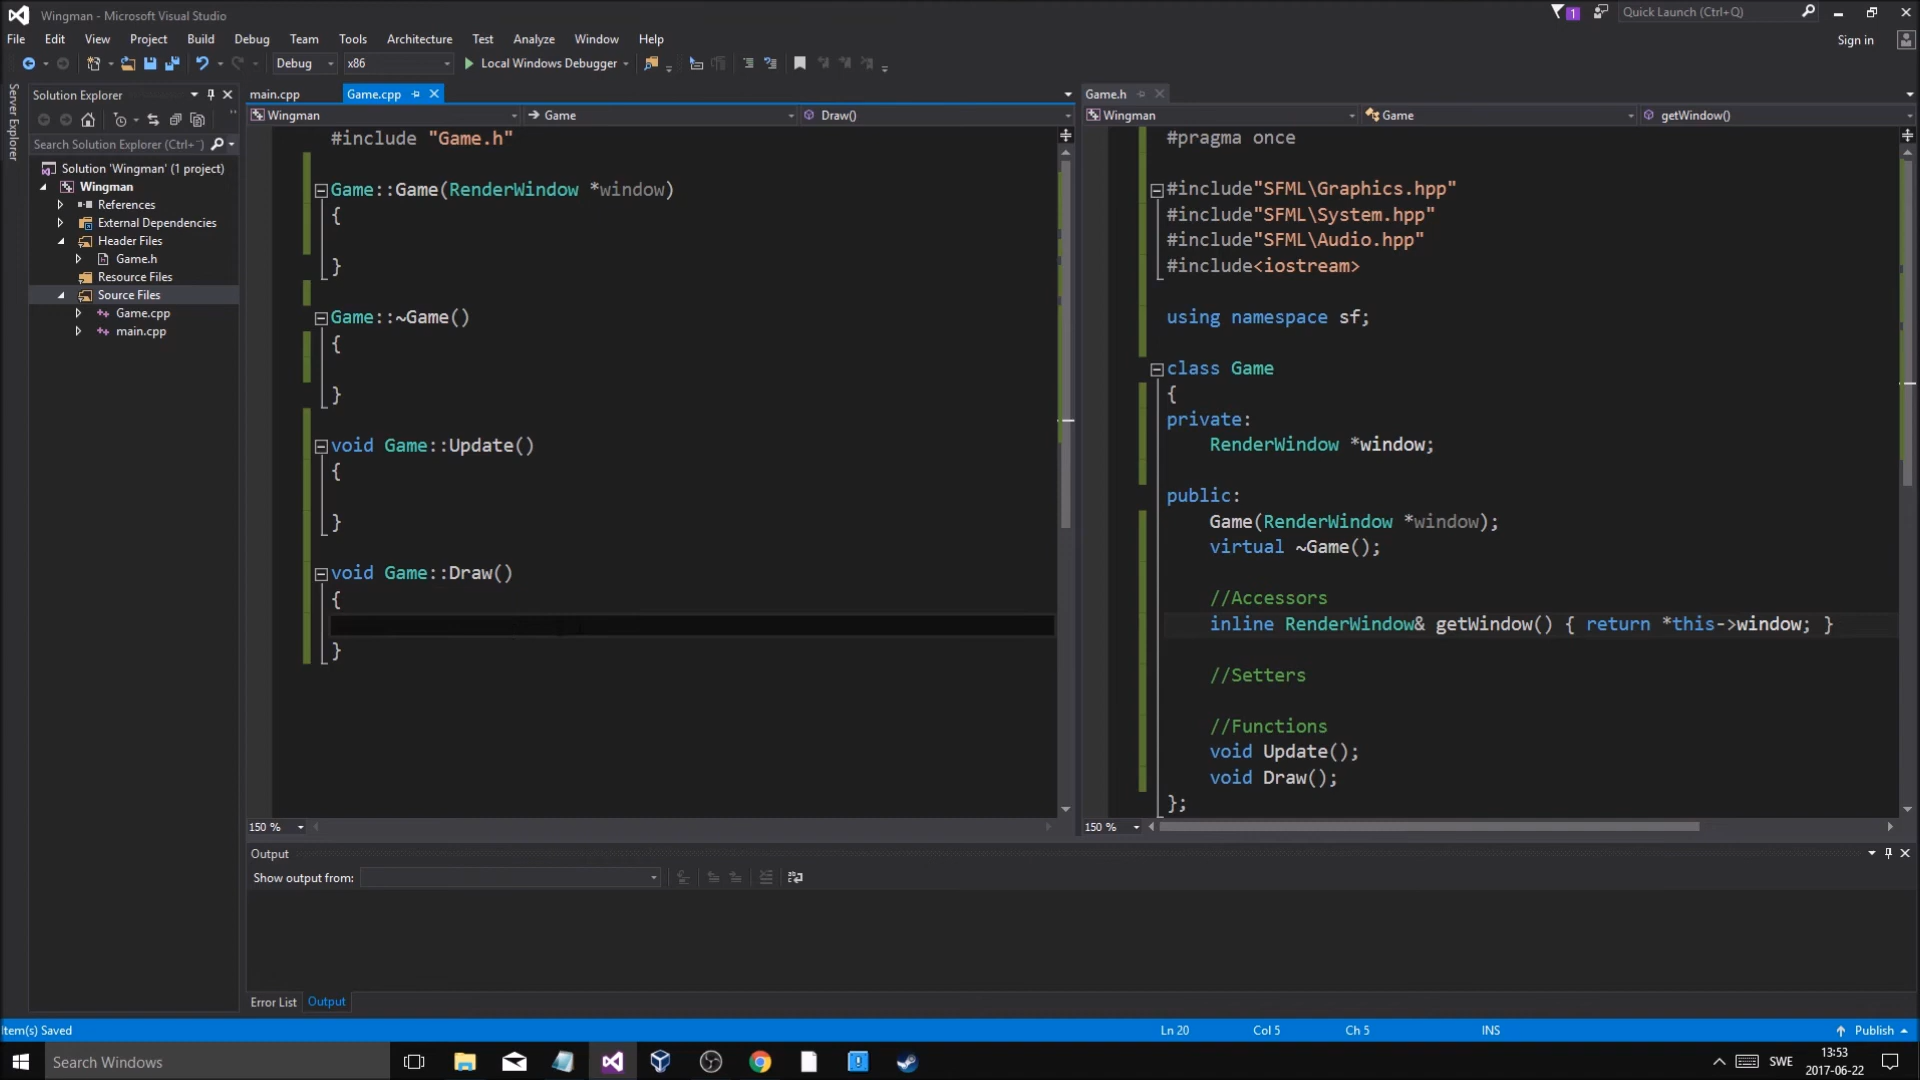 Wingman - Microsoft Visual Studio
1
Quick Launch (Ctrl+Q)
File Edit View Project Build Debug Team Tools Architecture Test Analyze Window Help
Sign in
Debug x86 Local Windows Debugger
Server Explorer
Solution Explorer
Search Solution Explorer (Ctrl+
Solution 'Wingman' (1 project)
Wingman
References
External Dependencies
Header Files
Game.h
Resource Files
Source Files
Game.cpp
main.cpp
main.cpp Game.cpp
Wingman Game Draw()
#include "Game.h"
Game::Game(RenderWindow *window)
{
}
Game::~Game()
{
}
void Game::Update()
{
}
void Game::Draw()
{
}
150 %
Game.h
Wingman Game getWindow()
#pragma once
#include"SFML\Graphics.hpp"
#include"SFML\System.hpp"
#include"SFML\Audio.hpp"
#include<iostream>
using namespace sf;
class Game
{
private:
RenderWindow *window;
public:
Game(RenderWindow *window);
virtual ~Game();
//Accessors
inline RenderWindow& getWindow() { return *this->window; }
//Setters
//Functions
void Update();
void Draw();
};
150 %
Output
Show output from:
Error List Output
Item(s) Saved
Ln 20 Col 5 Ch 5 INS
Publish
Search Windows
SWE
13:53
2017-06-22